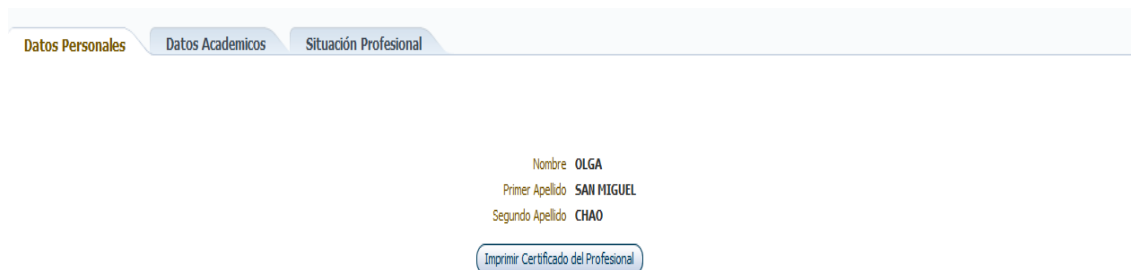 Datos Personales Datos Academicos Situación Profesional
Nombre OLGA
Primer Apellido SAN MIGUEL
Segundo Apellido CHAO
Imprimir Certificado del Profesional